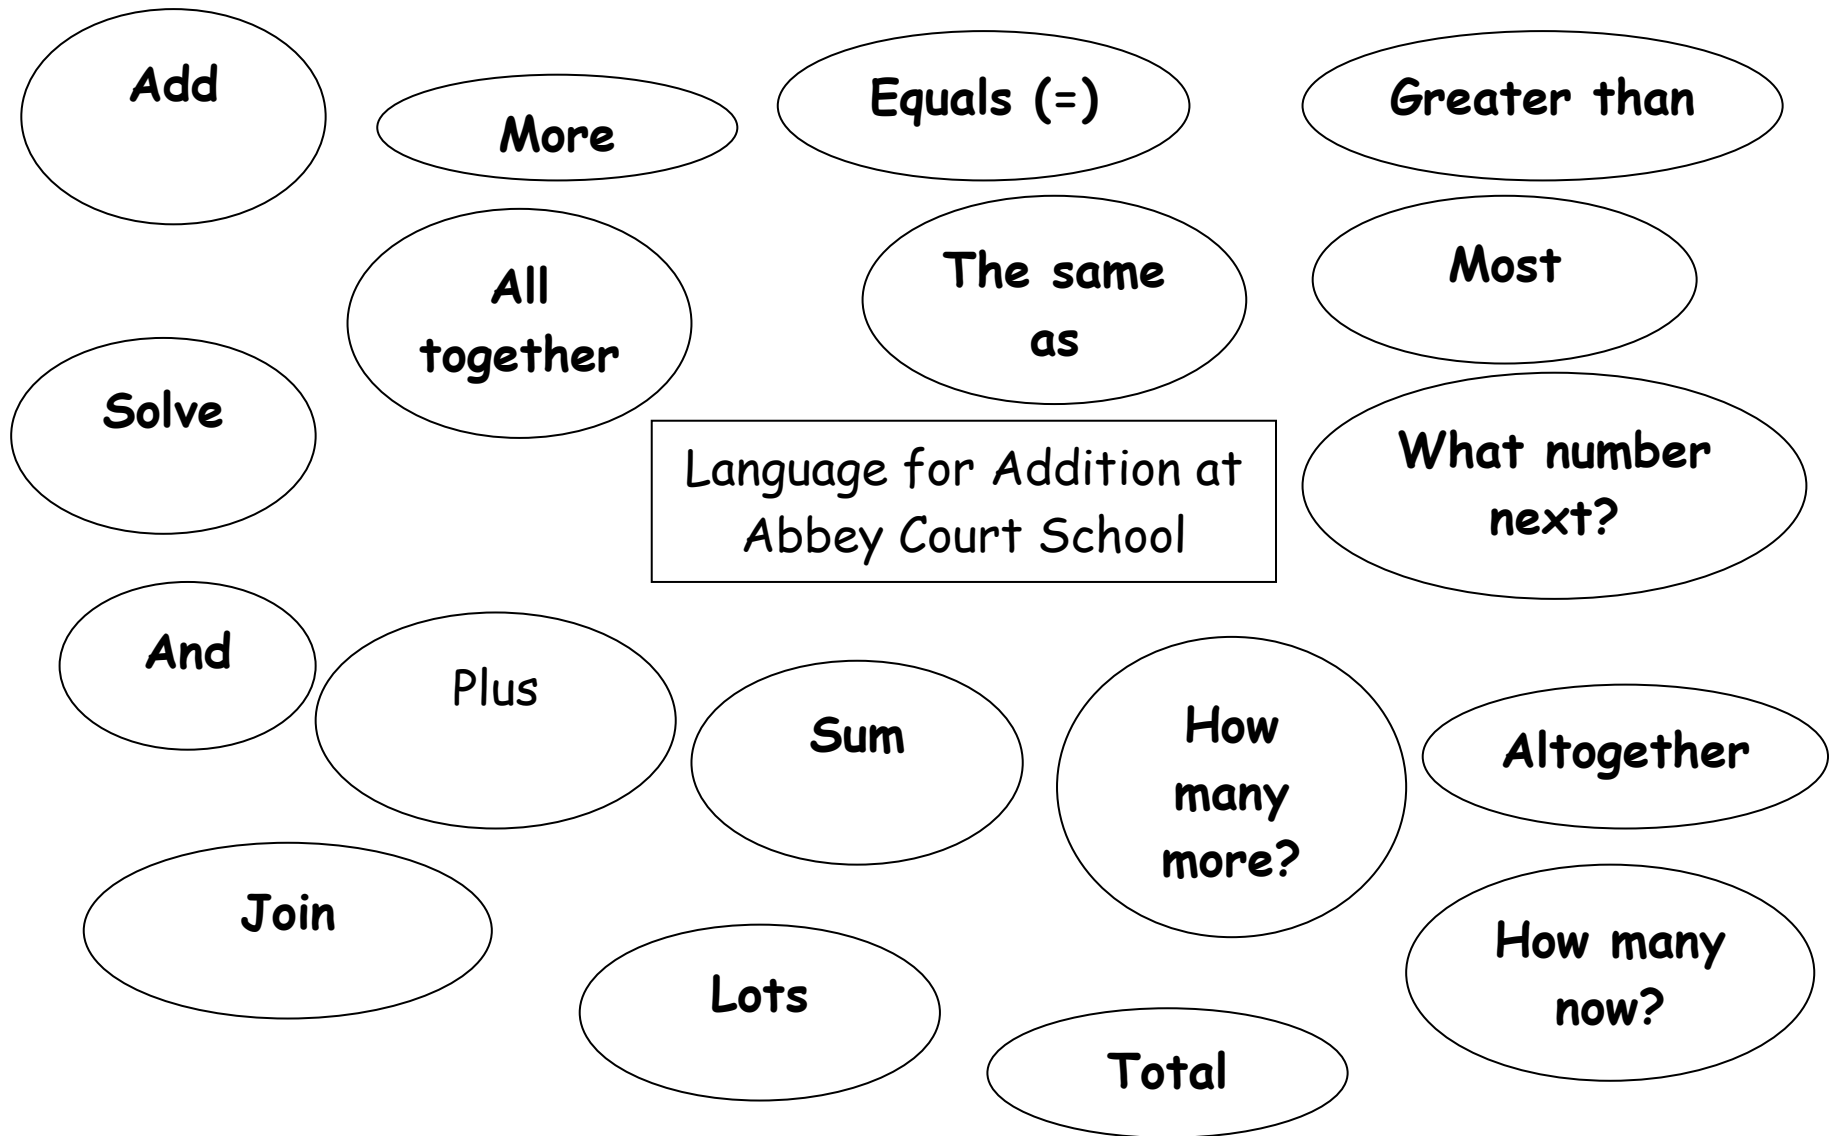 Add
More
Equals (=)
Greater than
All
together
The same
as
Most
Solve
Language for Addition at
Abbey Court School
What number
next?
And
Plus
Sum
How
many
more?
Altogether
Join
Lots
How many
now?
Total